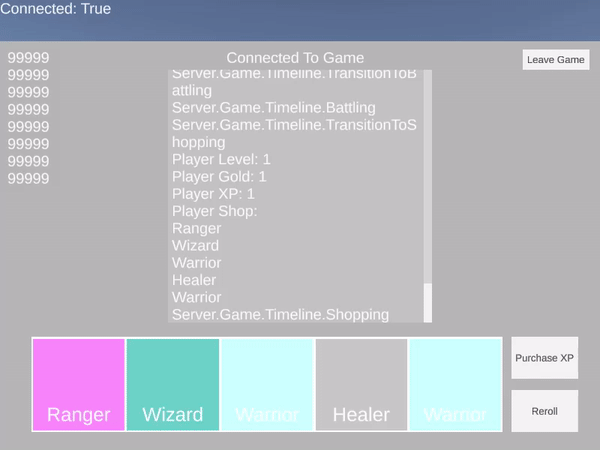 Connected: True
99999
99999
99999
99999
99999
99999
99999
99999
Connected To Game
Leave Game
Server.Game.Timeline.TransitionToB
attling
Server.Game.Timeline.Battling
Server.Game.Timeline.TransitionToS
hopping
Player Level: 1
Player Gold: 1
Player XP: 1
Player Shop:
Ranger
Wizard
Warrior
Healer
Warrior
Server.Game.Timeline.Shopping
Ranger
Wizard
Warrior
Healer
Warrior
Purchase XP
Reroll